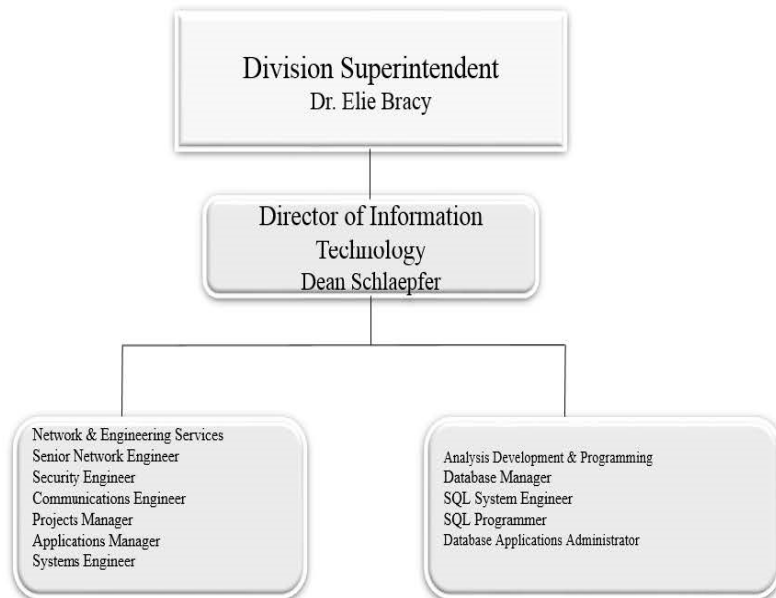 Division Superintendent
Dr. Elie Bracy
Director of Information
Technology
Dean Schlaepfer
Network & Engineering Services
Senior Network Engineer
Security Engineer
Communications Engineer
Projects Manager
Applications Manager
Systems Engineer
Analysis Development & Programming
Database Manager
SQL System Engineer
SQL Programmer
Database Applications Administrator